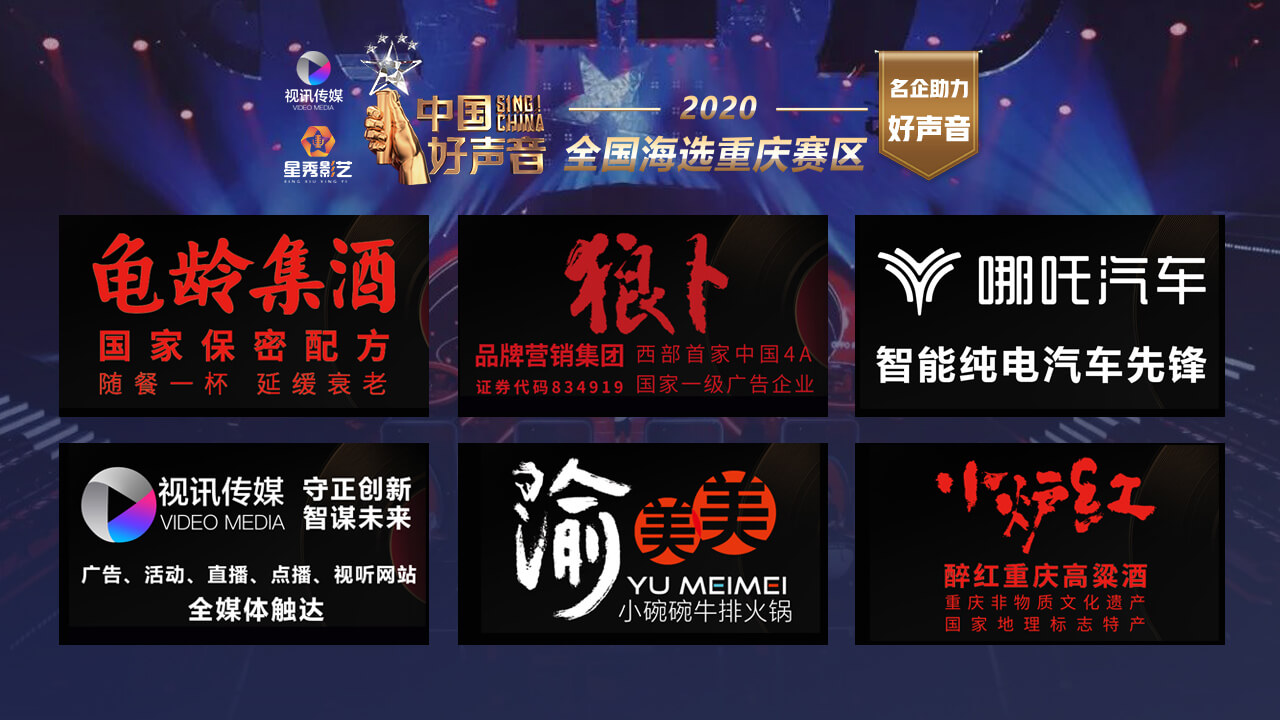 视讯传媒
VIDEO MEDIA
星秀影艺
SING XIU YING YI
中国
好声音
SING!
CHINA
2020
全国海选重庆赛区
名企助力
好声音
龟龄集酒
国家保密配方
随餐一杯 延缓衰老
狼卜
品牌营销集团 西部首家中国4A
证券代码834919 国家一级广告企业
哪吒汽车
智能纯电汽车先锋
视讯传媒
VIDEO MEDIA
守正创新
智谋未来
广告、活动、直播、点播、视听网站
全媒体触达
渝美美
YU MEIMEI
小碗碗牛排火锅
小炉红
醉红重庆高粱酒
重庆非物质文化遗产
国家地理标志特产